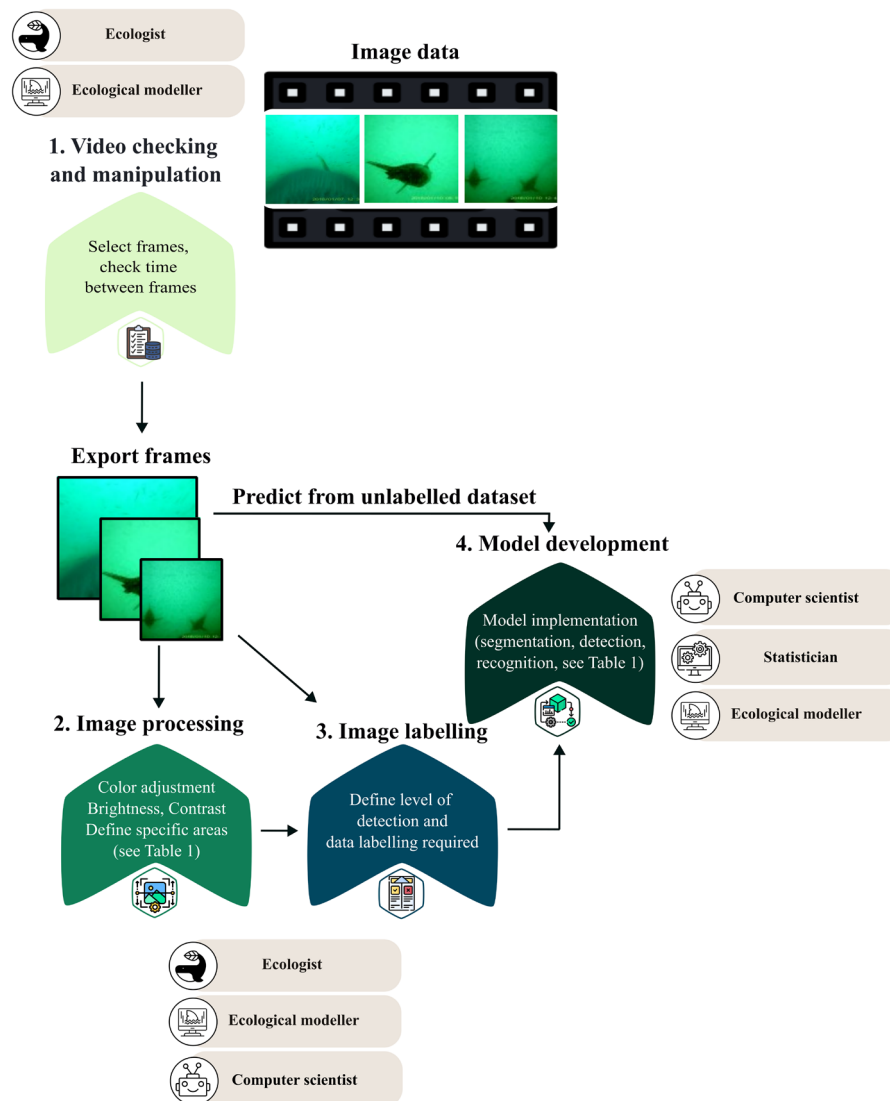 Ecologist
Ecological modeller
Image data
1. Video checking
and manipulation
Select frames,
check time
between frames
Export frames
Predict from unlabelled dataset
4. Model development
Model implementation
(segmentation, detection,
recognition, see Table 1)
Computer scientist
Statistician
Ecological modeller
2. Image processing
Color adjustment
Brightness, Contrast
Define specific areas
(see Table 1)
3. Image labelling
Define level of
detection and
data labelling required
Ecologist
Ecological modeller
Computer scientist